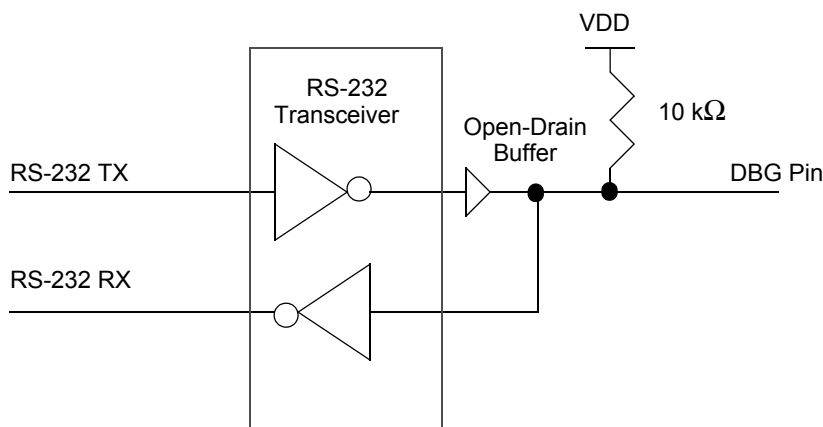 VDD
RS-232
Transceiver
10 kΩ
Open-Drain
Buffer
RS-232 TX
DBG Pin
RS-232 RX